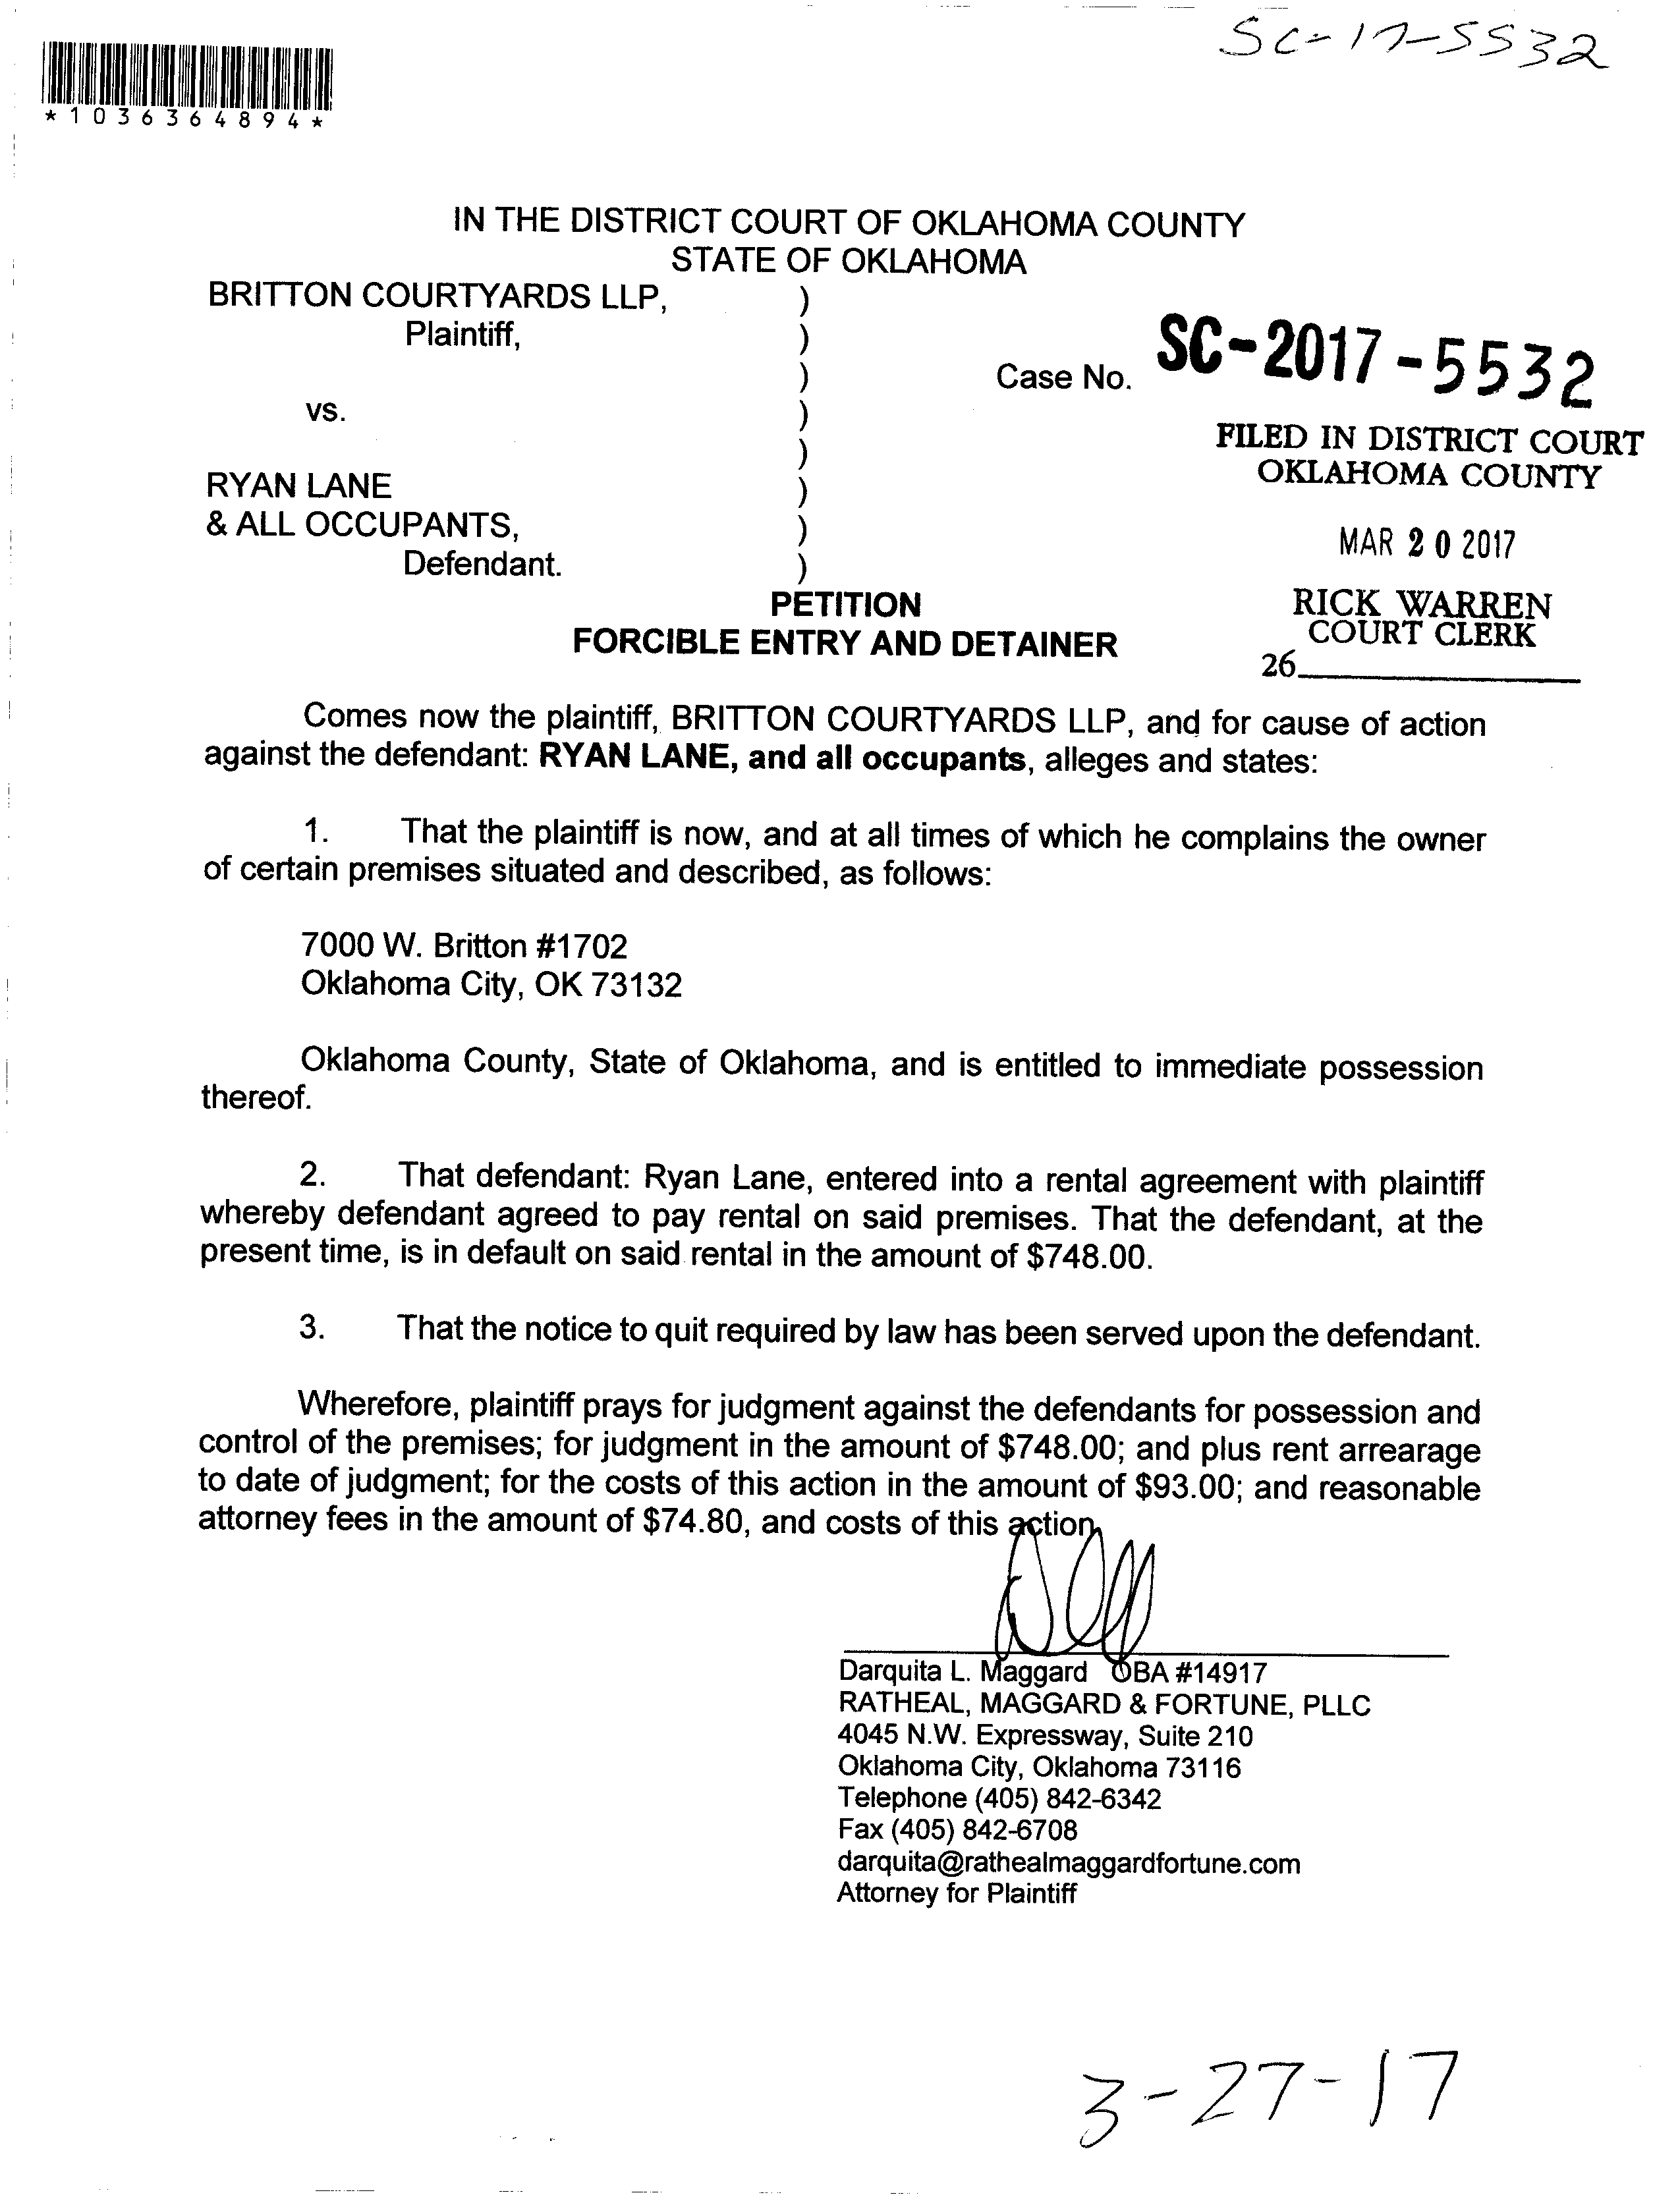 SC-17-5532
*1036364894*
IN THE DISTRICT COURT OF OKLAHOMA COUNTY
STATE OF OKLAHOMA
BRITTON COURTYARDS LLP, )
Plaintiff, )
)
Case No. SC-2017-5532
vs. )
)
FILED IN DISTRICT COURT
OKLAHOMA COUNTY
RYAN LANE )
& ALL OCCUPANTS, )
MAR 20 2017
Defendant. )
PETITION
RICK WARREN
FORCIBLE ENTRY AND DETAINER
COURT CLERK
26
Comes now the plaintiff, BRITTON COURTYARDS LLP, and for cause of action
against the defendant: RYAN LANE, and all occupants, alleges and states:
1. That the plaintiff is now, and at all times of which he complains the owner
of certain premises situated and described, as follows:
7000 W. Britton #1702
Oklahoma City, OK 73132
Oklahoma County, State of Oklahoma, and is entitled to immediate possession
thereof.
2. That defendant: Ryan Lane, entered into a rental agreement with plaintiff
whereby defendant agreed to pay rental on said premises. That the defendant, at the
present time, is in default on said rental in the amount of $748.00.
3. That the notice to quit required by law has been served upon the defendant.
Wherefore, plaintiff prays for judgment against the defendants for possession and
control of the premises; for judgment in the amount of $748.00; and plus rent arrearage
to date of judgment; for the costs of this action in the amount of $93.00; and reasonable
attorney fees in the amount of $74.80, and costs of this action.
Darquita L. Maggard OBA #14917
RATHEAL, MAGGARD & FORTUNE, PLLC
4045 N.W. Expressway, Suite 210
Oklahoma City, Oklahoma 73116
Telephone (405) 842-6342
Fax (405) 842-6708
darquita@rathealmaggardfortune.com
Attorney for Plaintiff
3-27-17